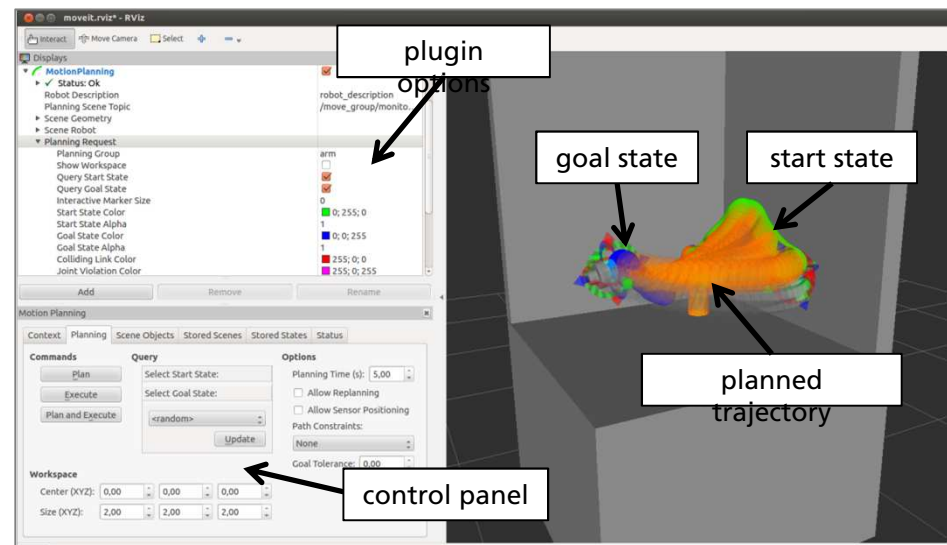 moveit.rviz* - RViz
Interact Move Camera Select
Displays
MotionPlanning
Status: Ok
Robot Description robot_description
Planning Scene Topic /move_group/monito...
Scene Geometry
Scene Robot
Planning Request
Planning Group arm
Show Workspace
Query Start State
Query Goal State
Interactive Marker Size 0
Start State Color 0; 255; 0
Start State Alpha 1
Goal State Color 0; 0; 255
Goal State Alpha 1
Colliding Link Color 255; 0; 0
Joint Violation Color 255; 0; 255
Add Remove Rename
plugin
options
goal state
start state
planned
trajectory
Motion Planning
Context Planning Scene Objects Stored Scenes Stored States Status
Commands Query Options
Plan Select Start State: Planning Time (s): 5,00
Execute Select Goal State: Allow Replanning
Plan and Execute <random> Allow Sensor Positioning
Path Constraints:
Update None
Goal Tolerance: 0,00
Workspace
Center (XYZ): 0,00 0,00 0,00
Size (XYZ): 2,00 2,00 2,00
control panel